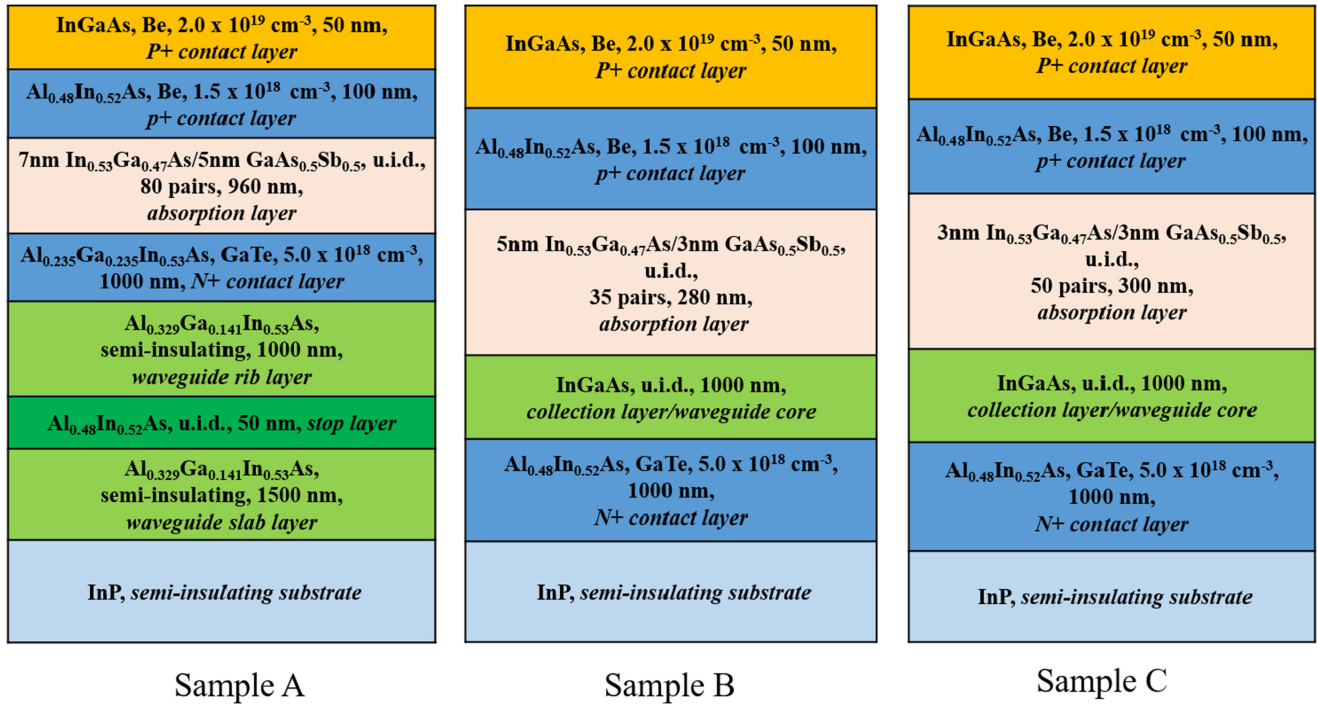 InGaAs, Be, 2.0 x 10¹⁹ cm⁻³, 50 nm,
P+ contact layer
Al₀.₄₈In₀.₅₂As, Be, 1.5 x 10¹⁸ cm⁻³, 100 nm,
p+ contact layer
7nm In₀.₅₃Ga₀.₄₇As/5nm GaAs₀.₅Sb₀.₅, u.i.d.,
80 pairs, 960 nm,
absorption layer
Al₀.₂₃₅Ga₀.₂₃₅In₀.₅₃As, GaTe, 5.0 x 10¹⁸ cm⁻³,
1000 nm, N+ contact layer
Al₀.₃₂₉Ga₀.₁₄₁In₀.₅₃As,
semi-insulating, 1000 nm,
waveguide rib layer
Al₀.₄₈In₀.₅₂As, u.i.d., 50 nm, stop layer
Al₀.₃₂₉Ga₀.₁₄₁In₀.₅₃As,
semi-insulating, 1500 nm,
waveguide slab layer
InP, semi-insulating substrate
Sample A
InGaAs, Be, 2.0 x 10¹⁹ cm⁻³, 50 nm,
P+ contact layer
Al₀.₄₈In₀.₅₂As, Be, 1.5 x 10¹⁸ cm⁻³, 100 nm,
p+ contact layer
5nm In₀.₅₃Ga₀.₄₇As/3nm GaAs₀.₅Sb₀.₅,
u.i.d.,
35 pairs, 280 nm,
absorption layer
InGaAs, u.i.d., 1000 nm,
collection layer/waveguide core
Al₀.₄₈In₀.₅₂As, GaTe, 5.0 x 10¹⁸ cm⁻³,
1000 nm,
N+ contact layer
InP, semi-insulating substrate
Sample B
InGaAs, Be, 2.0 x 10¹⁹ cm⁻³, 50 nm,
P+ contact layer
Al₀.₄₈In₀.₅₂As, Be, 1.5 x 10¹⁸ cm⁻³, 100 nm,
p+ contact layer
3nm In₀.₅₃Ga₀.₄₇As/3nm GaAs₀.₅Sb₀.₅,
u.i.d.,
50 pairs, 300 nm,
absorption layer
InGaAs, u.i.d., 1000 nm,
collection layer/waveguide core
Al₀.₄₈In₀.₅₂As, GaTe, 5.0 x 10¹⁸ cm⁻³,
1000 nm,
N+ contact layer
InP, semi-insulating substrate
Sample C